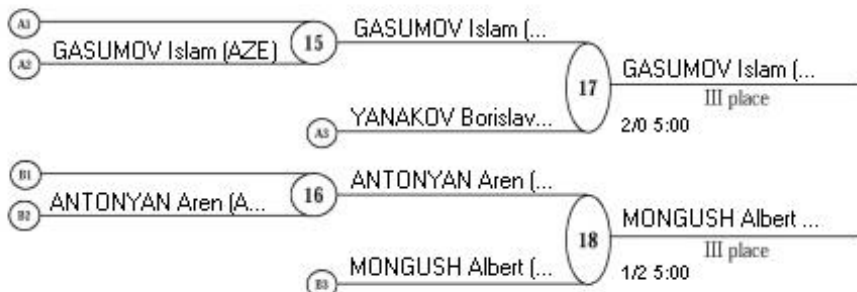 A1
GASUMOV Islam (...
15
GASUMOV Islam (AZE)
A2
GASUMOV Islam (...
17
III place
YANAKOV Borislav...
A3
2/0 5:00
B1
ANTONYAN Aren (...
16
ANTONYAN Aren (A...
B2
MONGUSH Albert ...
18
III place
MONGUSH Albert (...
B3
1/2 5:00